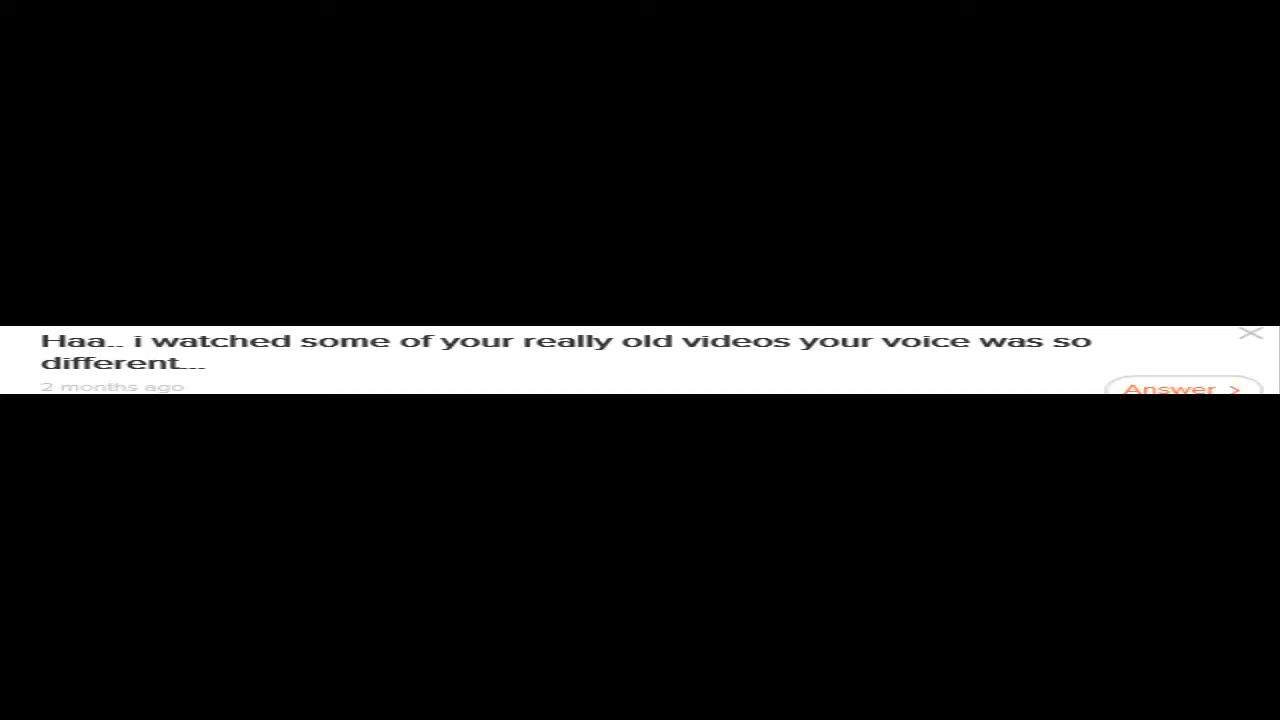 Haa.. i watched some of your really old videos your voice was so
different...
2 months ago
Answer >